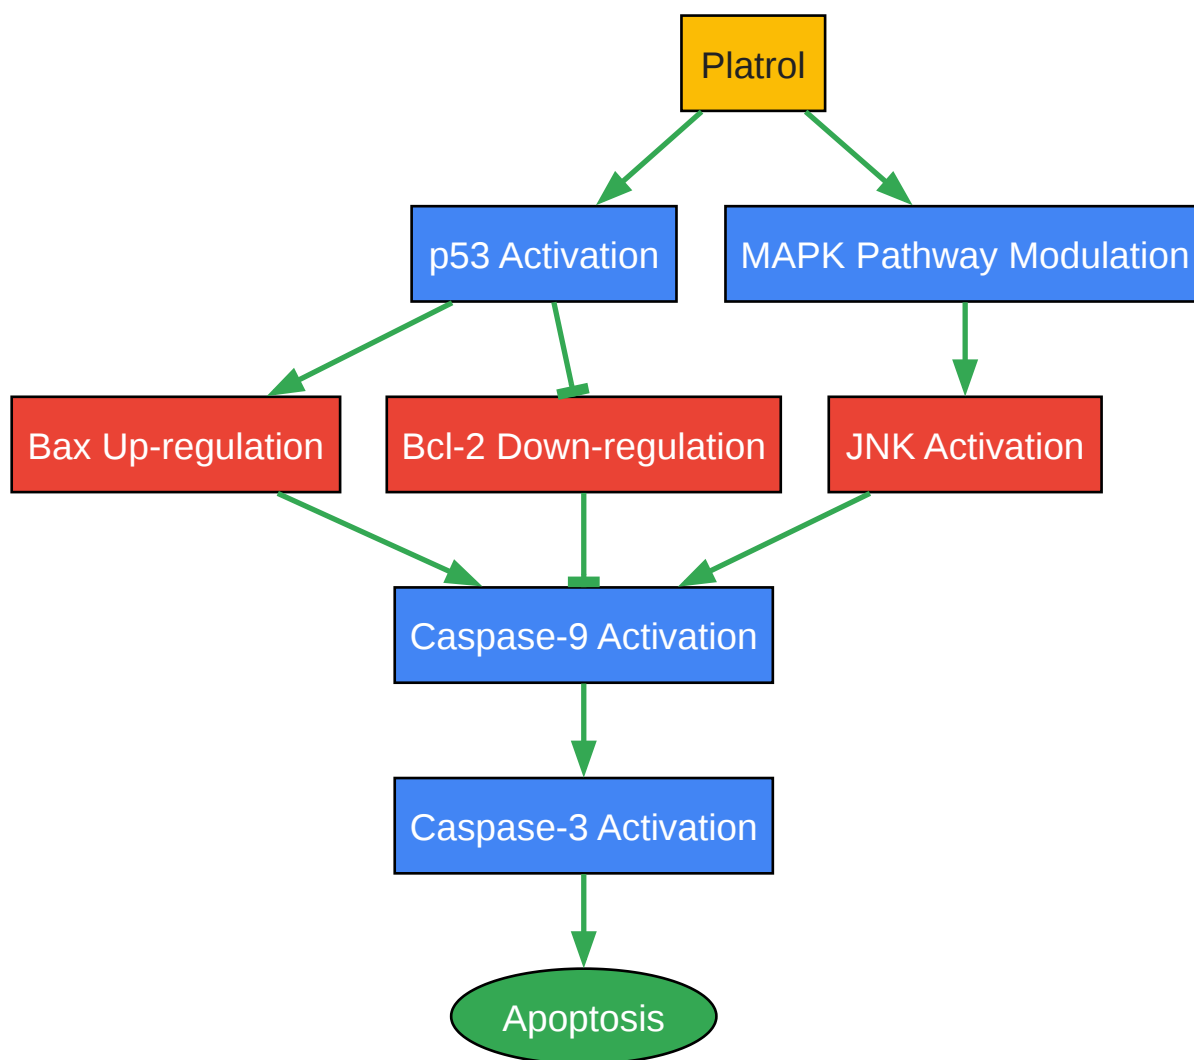 Platrol
p53 Activation
MAPK Pathway Modulation
Bax Up-regulation
Bcl-2 Down-regulation
JNK Activation
Caspase-9 Activation
Caspase-3 Activation
Apoptosis